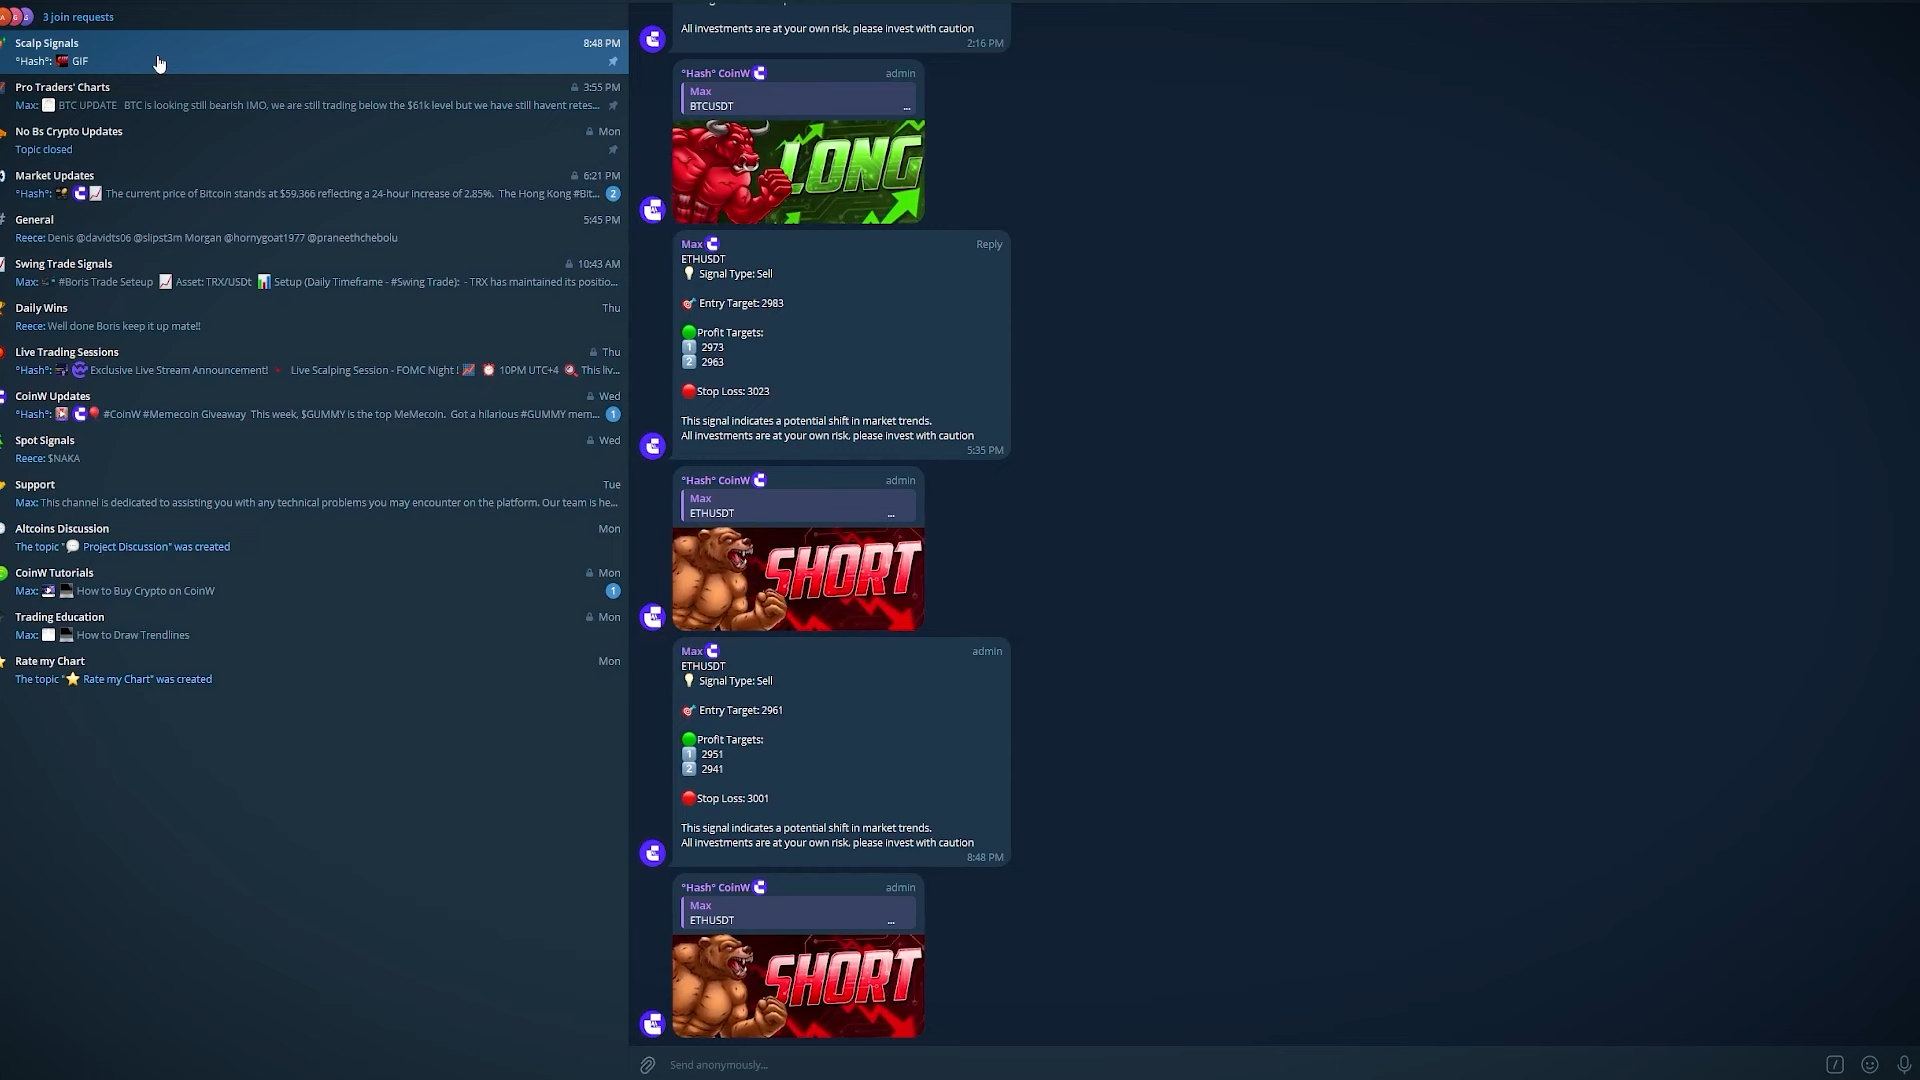 3 join requests
Scalp Signals 8:48 PM
°Hash°: GIF
Pro Traders' Charts 3:55 PM
Max: BTC UPDATE BTC is looking still bearish IMO, we are still trading below the $61k level but we have still havent retes...
No Bs Crypto Updates Mon
Topic closed
Market Updates 6:21 PM
°Hash°: The current price of Bitcoin stands at $59,366 reflecting a 24-hour increase of 2.85%. The Hong Kong #Bit... 2
General 5:45 PM
Reece: Denis @davidts06 @slipst3m Morgan @hornygoat1977 @praneethchebolu
Swing Trade Signals 10:43 AM
Max: #Boris Trade Seteup Asset: TRX/USDt Setup (Daily Timeframe - #Swing Trade): - TRX has maintained its positio...
Daily Wins Thu
Reece: Well done Boris keep it up mate!!
Live Trading Sessions Thu
°Hash°: Exclusive Live Stream Announcement! Live Scalping Session - FOMC Night ! 10PM UTC+4 This liv...
CoinW Updates Wed
°Hash°: #CoinW #Memecoin Giveaway This week, $GUMMY is the top MeMecoin. Got a hilarious #GUMMY mem... 1
Spot Signals Wed
Reece: $NAKA
Support Tue
Max: This channel is dedicated to assisting you with any technical problems you may encounter on the platform. Our team is he...
Altcoins Discussion Mon
The topic "💬 Project Discussion" was created
CoinW Tutorials Mon
Max: How to Buy Crypto on CoinW 1
Trading Education Mon
Max: How to Draw Trendlines
Rate my Chart Mon
The topic "⭐ Rate my Chart" was created
All investments are at your own risk, please invest with caution
2:16 PM
°Hash° CoinW admin
Max
BTCUSDT ...
LONG
Max Reply
ETHUSDT
Signal Type: Sell
Entry Target: 2983
Profit Targets:
1 2973
2 2963
Stop Loss: 3023
This signal indicates a potential shift in market trends.
All investments are at your own risk, please invest with caution
5:35 PM
°Hash° CoinW admin
Max
ETHUSDT ...
SHORT
Max admin
ETHUSDT
Signal Type: Sell
Entry Target: 2961
Profit Targets:
1 2951
2 2941
Stop Loss: 3001
This signal indicates a potential shift in market trends.
All investments are at your own risk, please invest with caution
8:48 PM
°Hash° CoinW admin
Max
ETHUSDT ...
SHORT
Send anonymously...